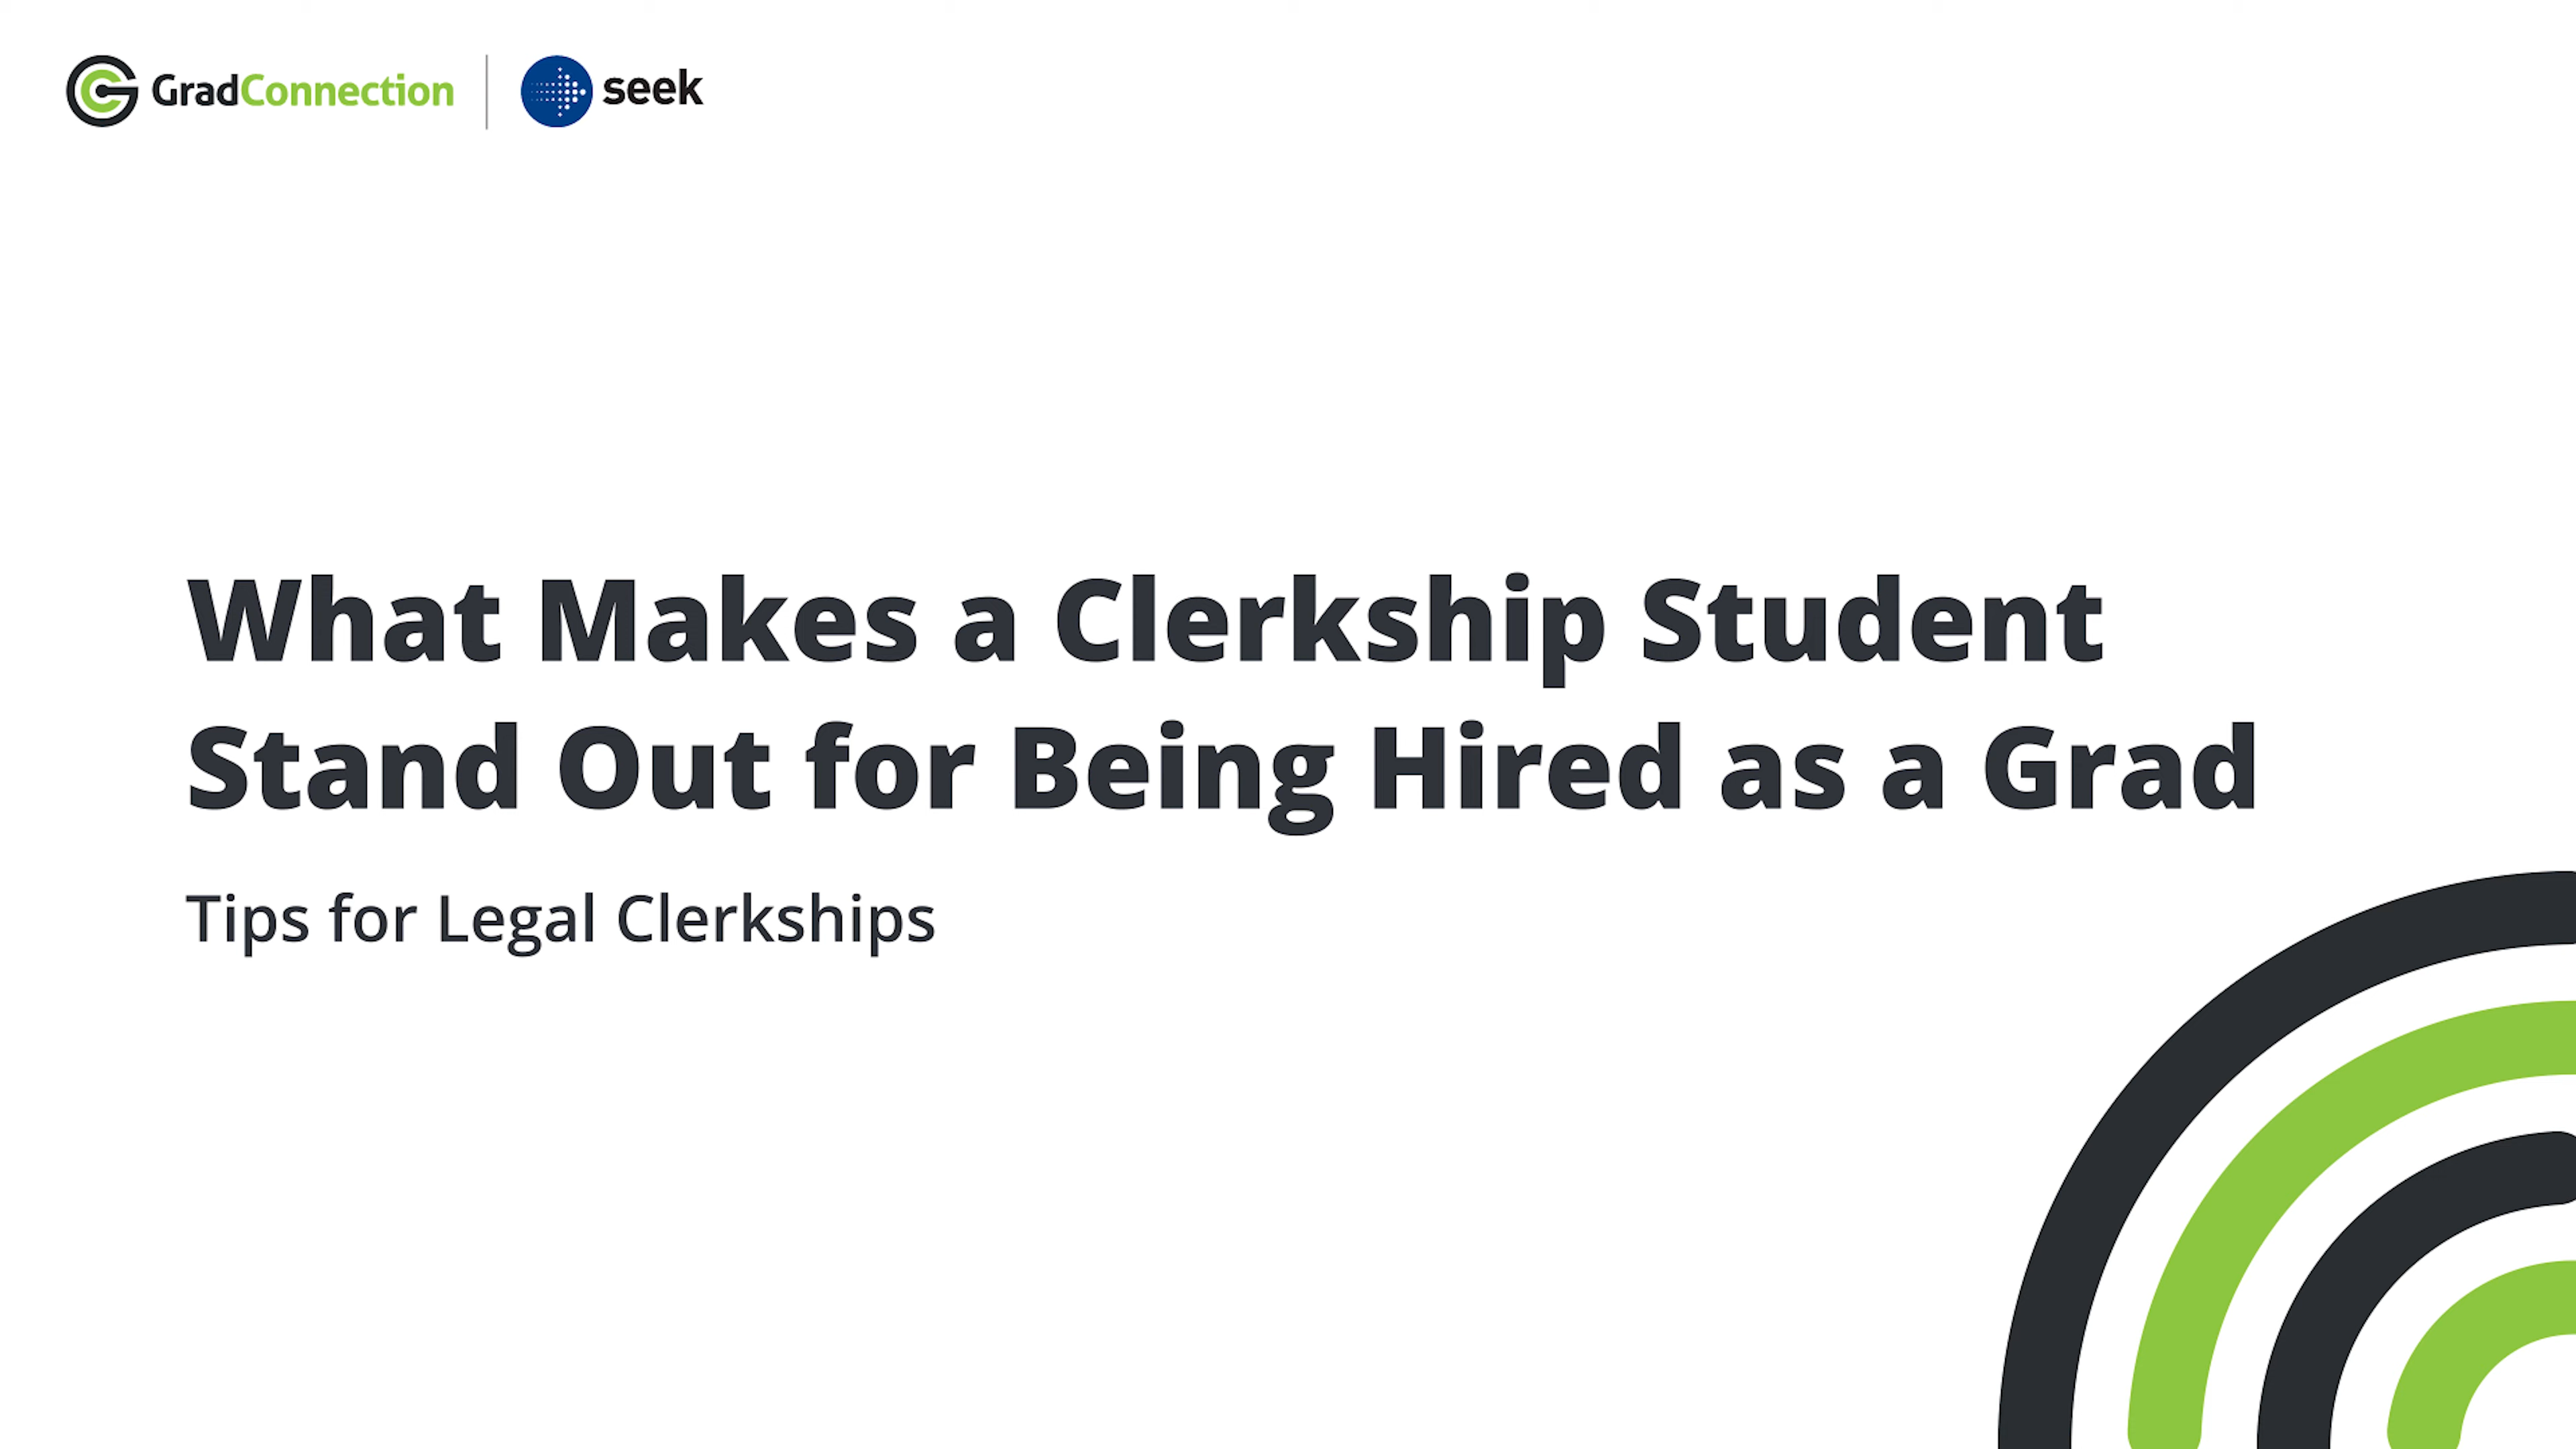 GradConnection | seek
What Makes a Clerkship Student
Stand Out for Being Hired as a Grad
Tips for Legal Clerkships